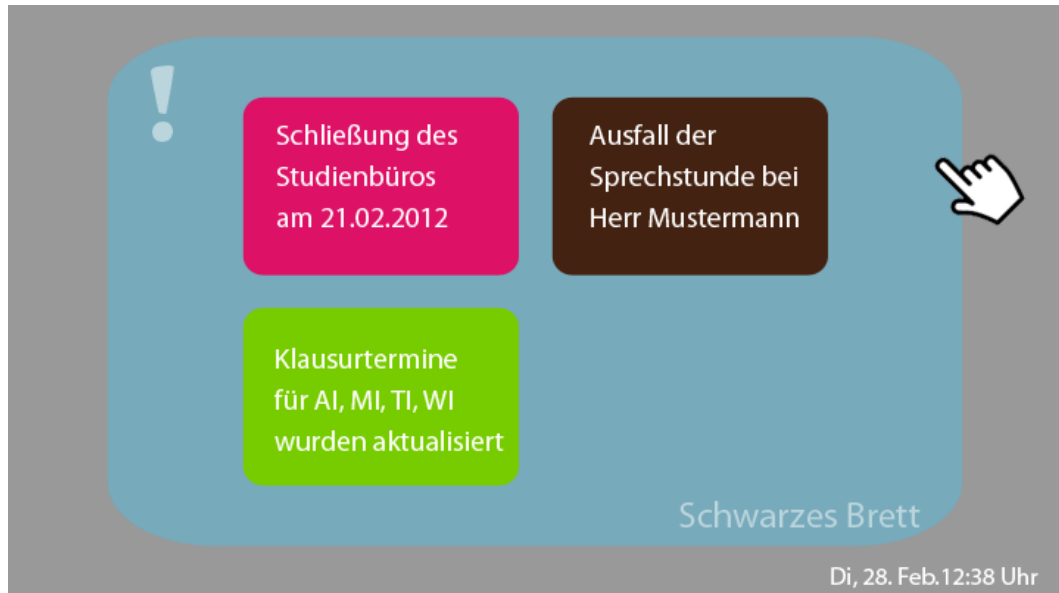 !
Schließung des
Studienbüros
am 21.02.2012
Ausfall der
Sprechstunde bei
Herr Mustermann
Klausurtermine
für AI, MI, TI, WI
wurden aktualisiert
Schwarzes Brett
Di, 28. Feb.12:38 Uhr